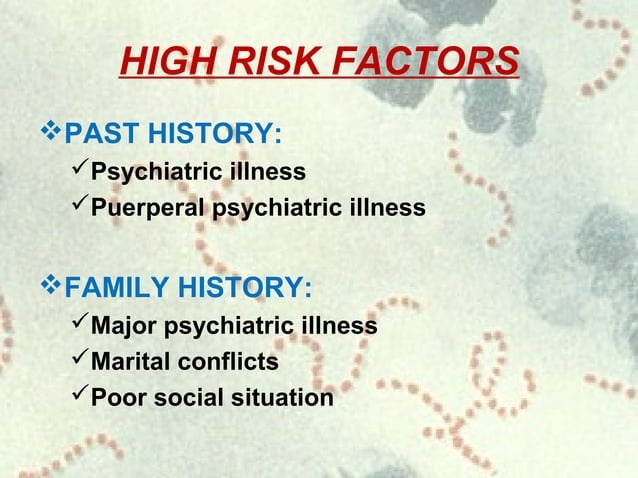 HIGH RISK FACTORS
❖PAST HISTORY:
✓Psychiatric illness
✓Puerperal psychiatric illness
❖FAMILY HISTORY:
✓Major psychiatric illness
✓Marital conflicts
✓Poor social situation